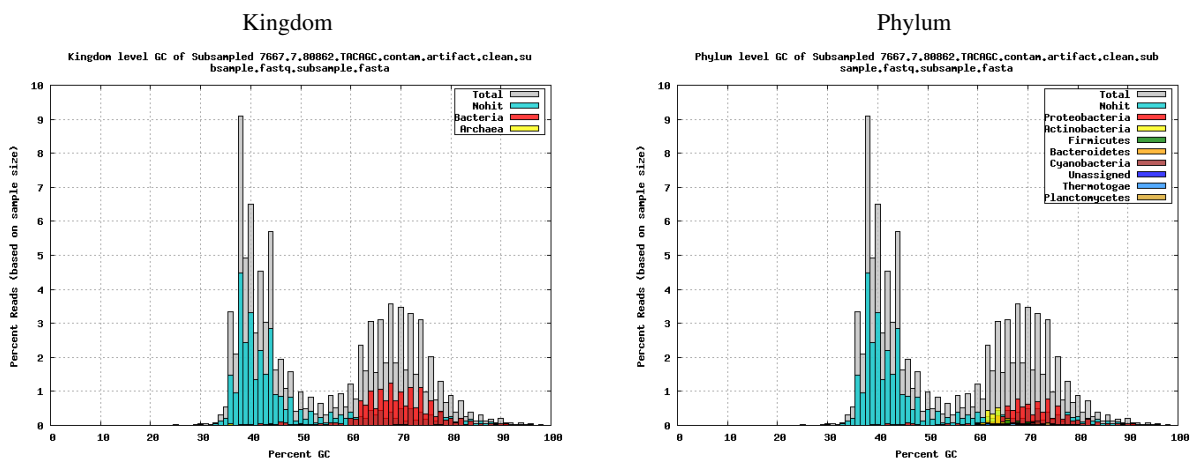 Kingdom
Kingdom level GC of Subsampled 7667.7.80862.TACAGC.contam.artifact.clean.su
bsample.fastq.subsample.fasta
10
9
8
7
6
5
4
3
2
1
0
Percent Reads (based on sample size)
Total
Nohit
Bacteria
Archaea
0 10 20 30 40 50 60 70 80 90 100
Percent GC
Phylum
Phylum level GC of Subsampled 7667.7.80862.TACAGC.contam.artifact.clean.sub
sample.fastq.subsample.fasta
10
9
8
7
6
5
4
3
2
1
0
Percent Reads (based on sample size)
Total
Nohit
Proteobacteria
Actinobacteria
Firmicutes
Bacteroidetes
Cyanobacteria
Unassigned
Thermotogae
Planctomycetes
0 10 20 30 40 50 60 70 80 90 100
Percent GC